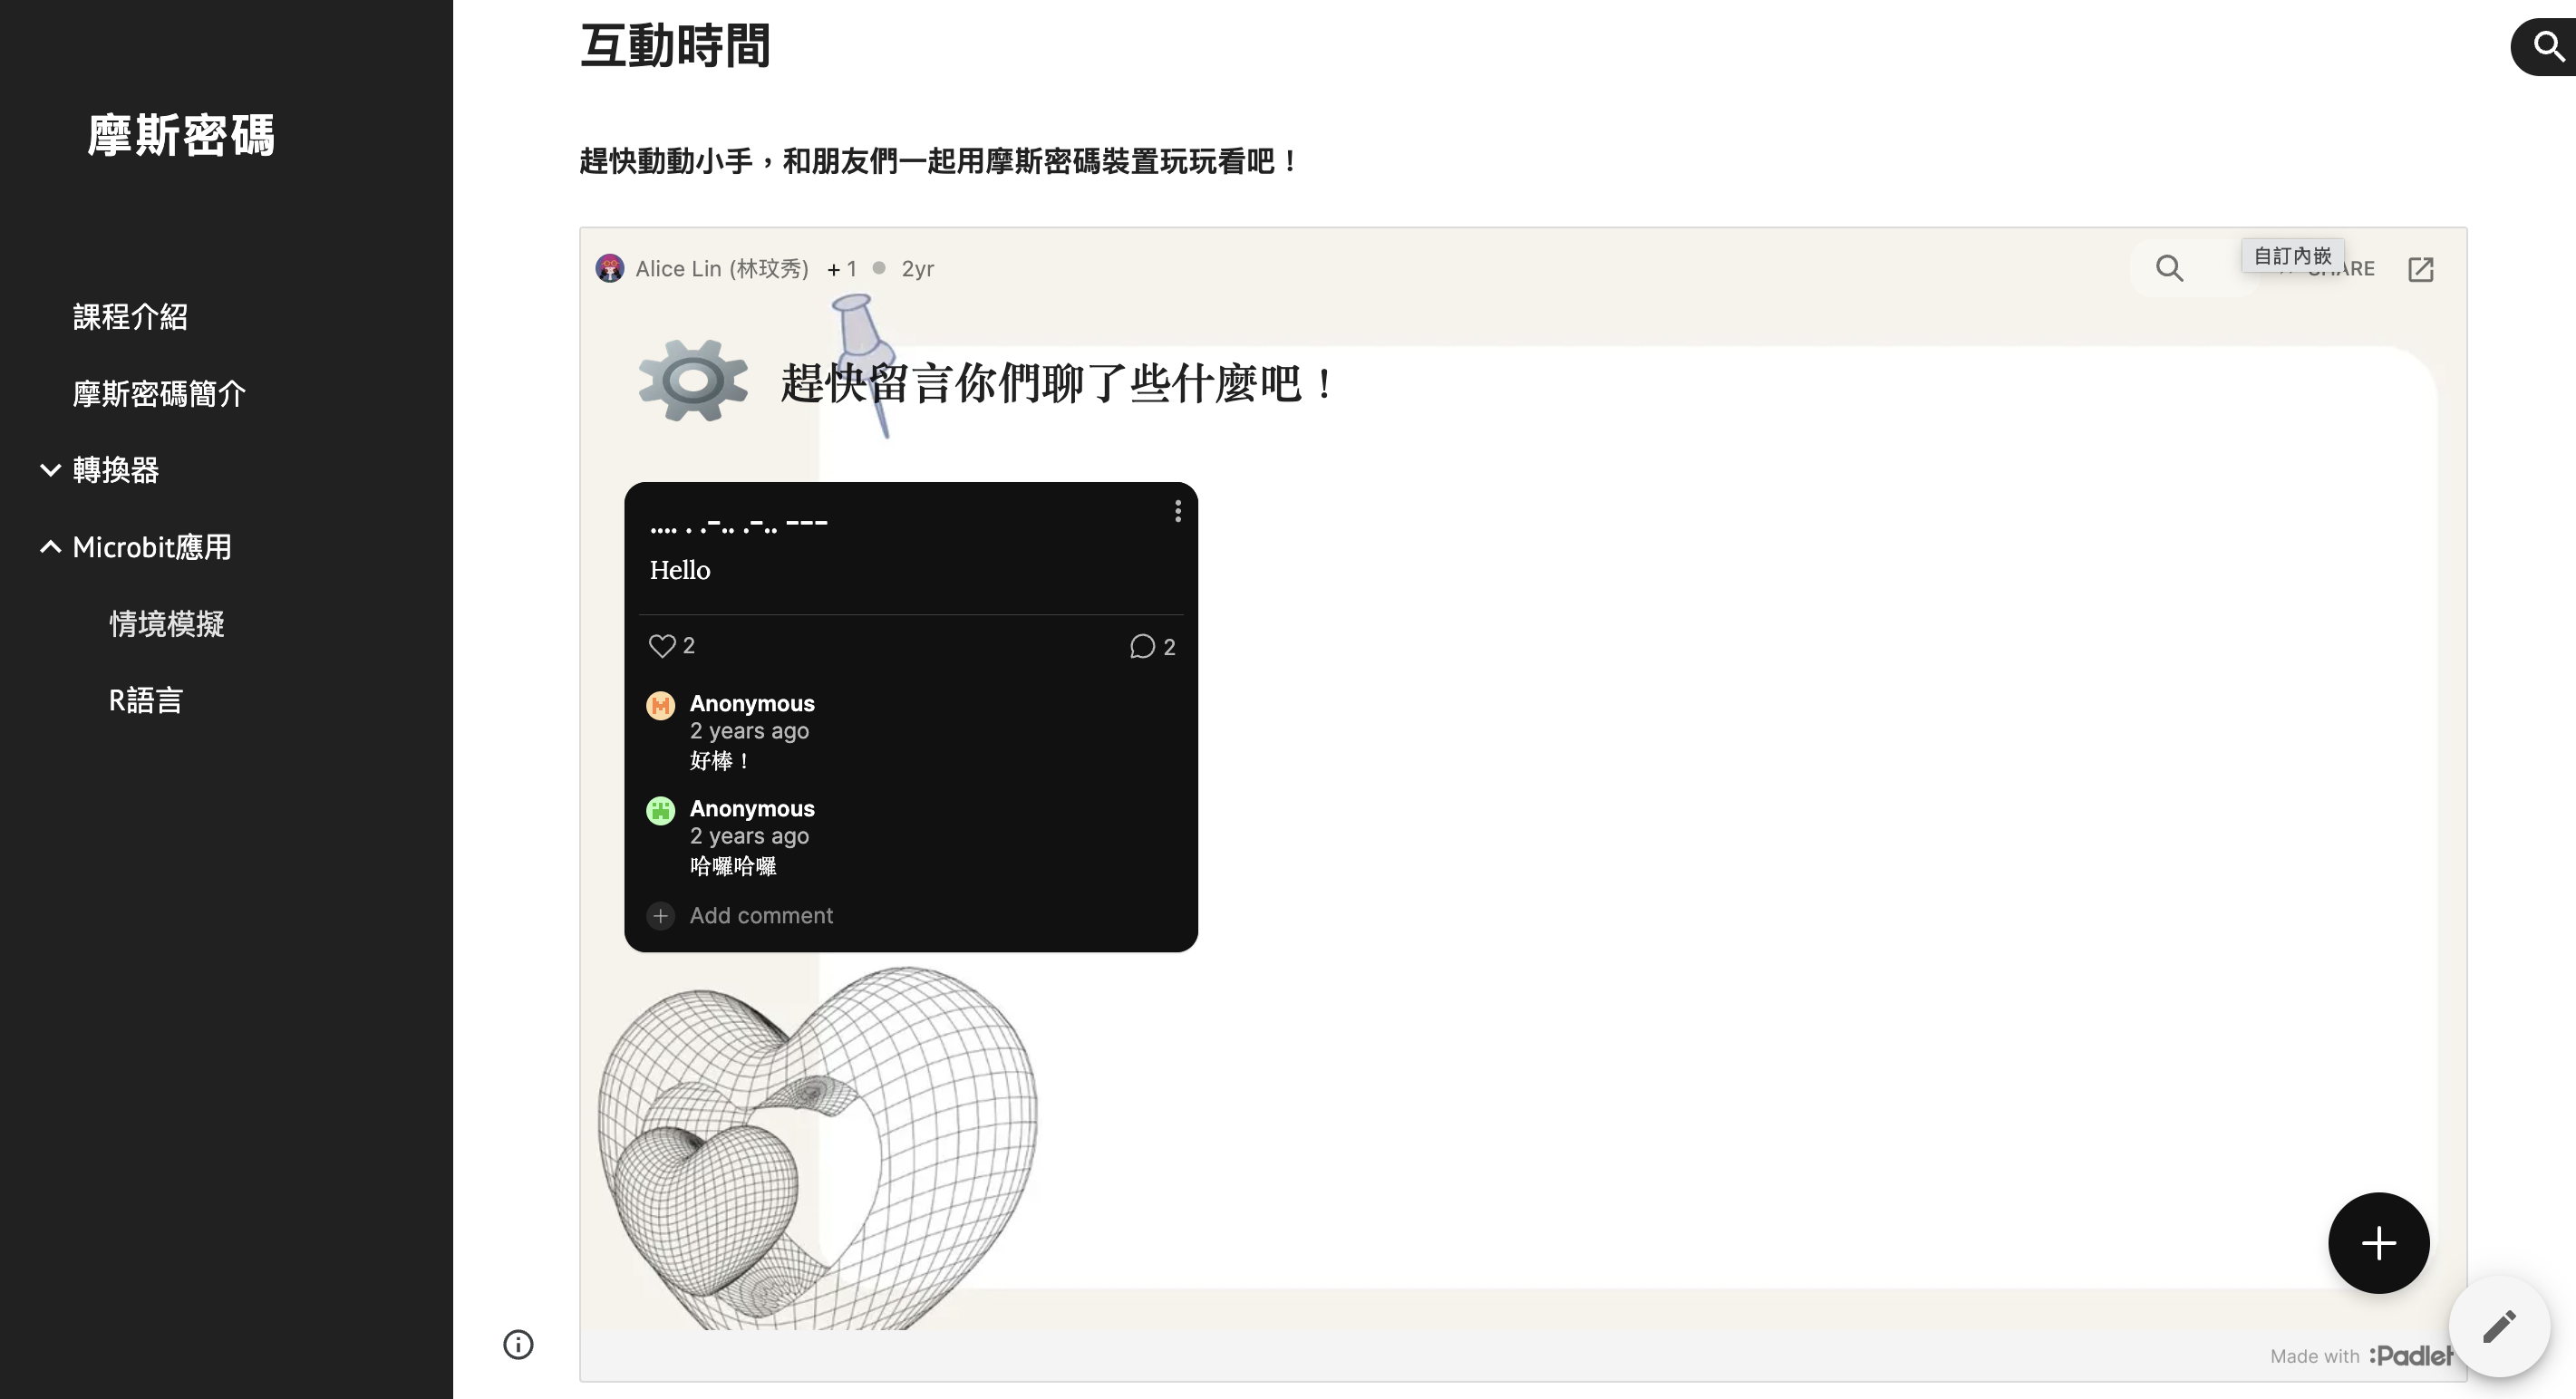 摩斯密碼
課程介紹
摩斯密碼簡介
轉換器
Microbit應用
情境模擬
R語言
互動時間
趕快動動小手，和朋友們一起用摩斯密碼裝置玩玩看吧！
Alice Lin (林玟秀) + 1 2yr
自訂內嵌
趕快留言你們聊了些什麼吧！
.... . .-.. .-.. ---
Hello
2 2
Anonymous
2 years ago
好棒！
Anonymous
2 years ago
哈囉哈囉
Add comment
Made with :Padlet